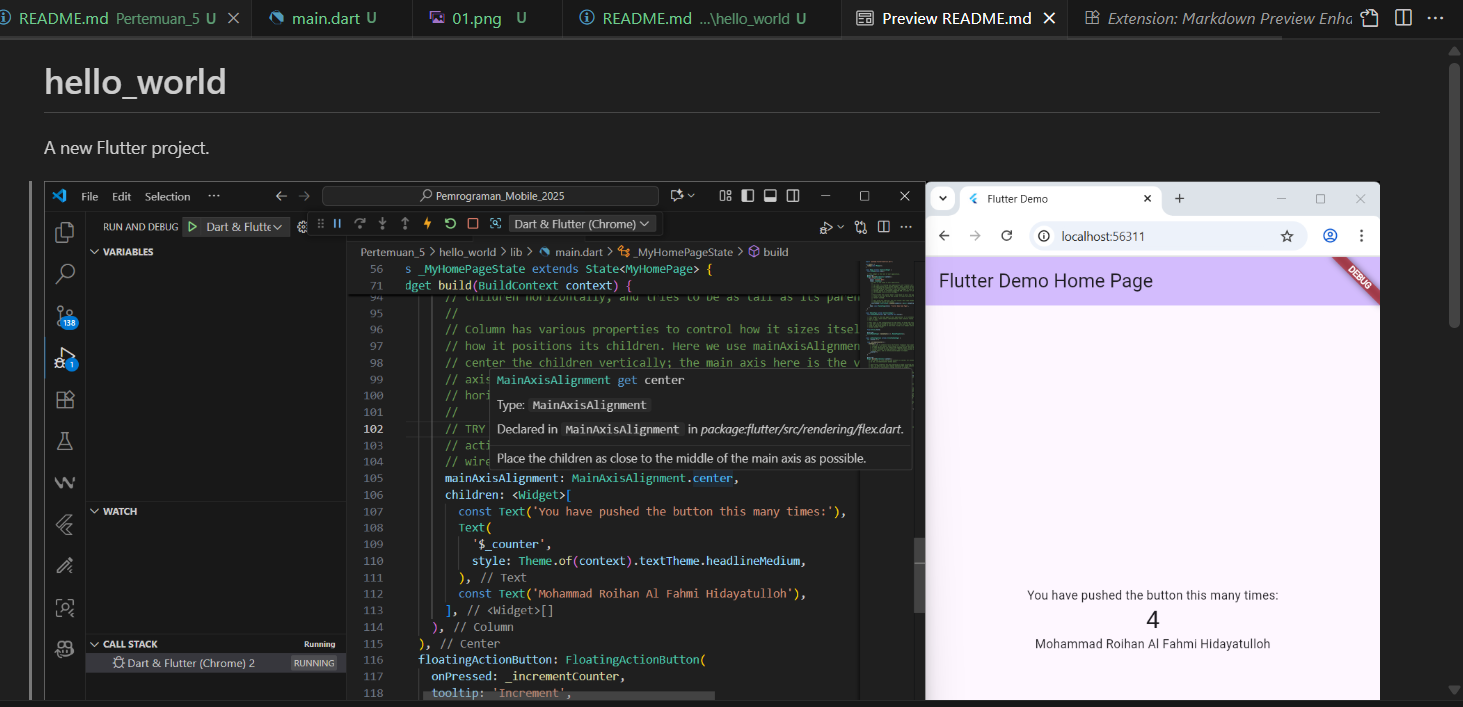 README.md Pertemuan_5 U
main.dart U
01.png U
README.md ...\hello_world U
Preview README.md
Extension: Markdown Preview Enha
hello_world
A new Flutter project.
File Edit Selection ···
Pemrograman_Mobile_2025
RUN AND DEBUG Dart & Flutte
Dart & Flutter (Chrome)
VARIABLES
138
1
WATCH
CALL STACK Running
Dart & Flutter (Chrome) 2 RUNNING
Pertemuan_5 > hello_world > lib > main.dart > _MyHomePageState > build
56 s _MyHomePageState extends State<MyHomePage> {
71 dget build(BuildContext context) {
94 // children horizontally, and tries to be as tall as its paren
95 //
96 // Column has various properties to control how it sizes itsel
97 // how it positions its children. Here we use mainAxisAlignmen
98 // center the children vertically; the main axis here is the v
99 // axis
100 // hori
101 //
102 // TRY
103 // acti
104 // wire
MainAxisAlignment get center
Type: MainAxisAlignment
Declared in MainAxisAlignment in package:flutter/src/rendering/flex.dart.
Place the children as close to the middle of the main axis as possible.
105 mainAxisAlignment: MainAxisAlignment.center,
106 children: <Widget>[
107 const Text('You have pushed the button this many times:'),
108 Text(
109 '$_counter',
110 style: Theme.of(context).textTheme.headlineMedium,
111 ), // Text
112 const Text('Mohammad Roihan Al Fahmi Hidayatulloh'),
113 ], // <Widget>[]
114 ), // Column
115 ), // Center
116 floatingActionButton: FloatingActionButton(
117 onPressed: _incrementCounter,
118 tooltip: 'Increment',
Flutter Demo
localhost:56311
Flutter Demo Home Page
DEBUG
You have pushed the button this many times:
4
Mohammad Roihan Al Fahmi Hidayatulloh